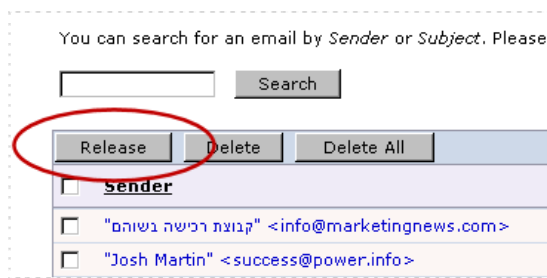 You can search for an email by Sender or Subject. Please
Search
Release Delete Delete All
Sender
"קבוצת רכישה בשוהם" <info@marketingnews.com>
"Josh Martin" <success@power.info>